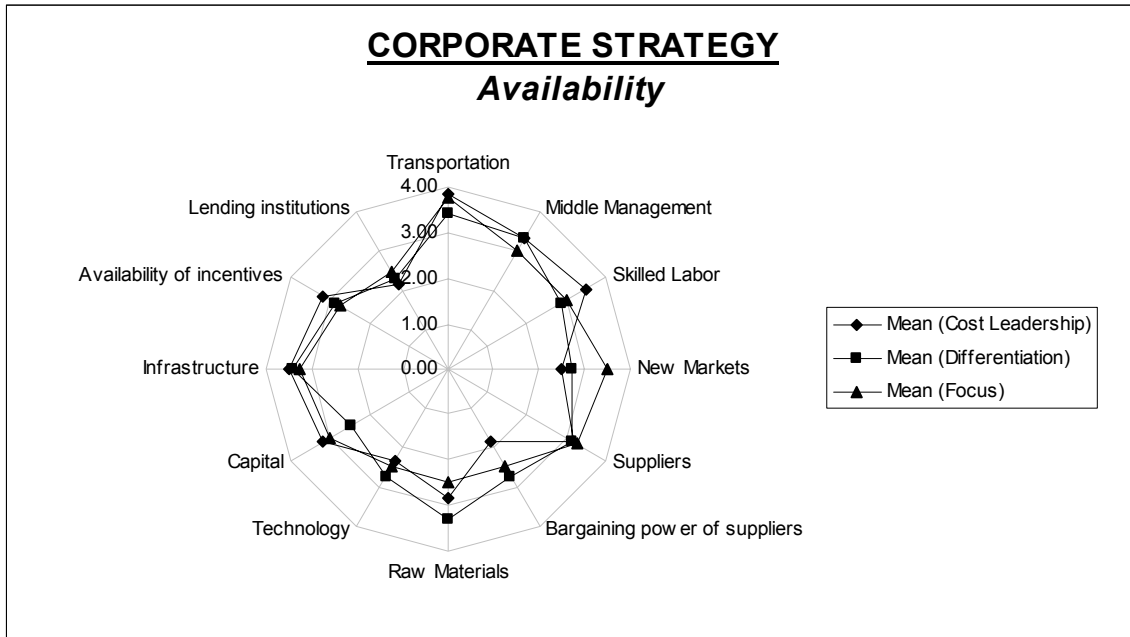 CORPORATE STRATEGY
Availability
Transportation
4.00
Lending institutions
Middle Management
3.00
Availability of incentives
2.00
Skilled Labor
1.00
Infrastructure
0.00
New Markets
Capital
Suppliers
Technology
Bargaining power of suppliers
Raw Materials
Mean (Cost Leadership)
Mean (Differentiation)
Mean (Focus)